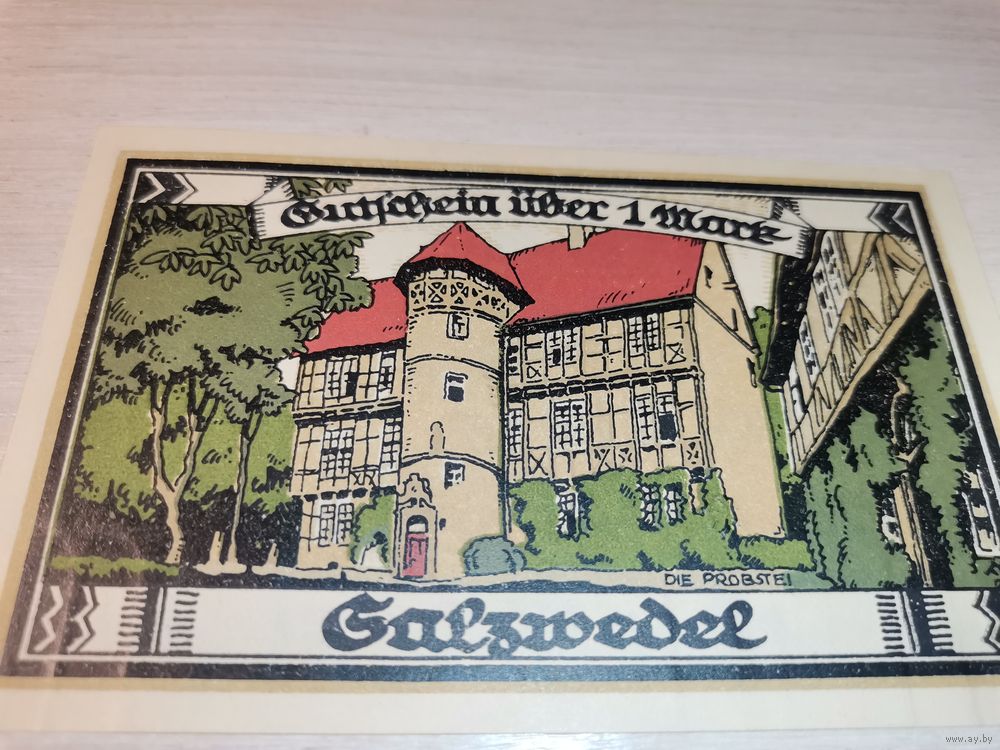 Gutschein über 1 Mark
DIE PROBSTEI
Salzwedel
www.ay.by